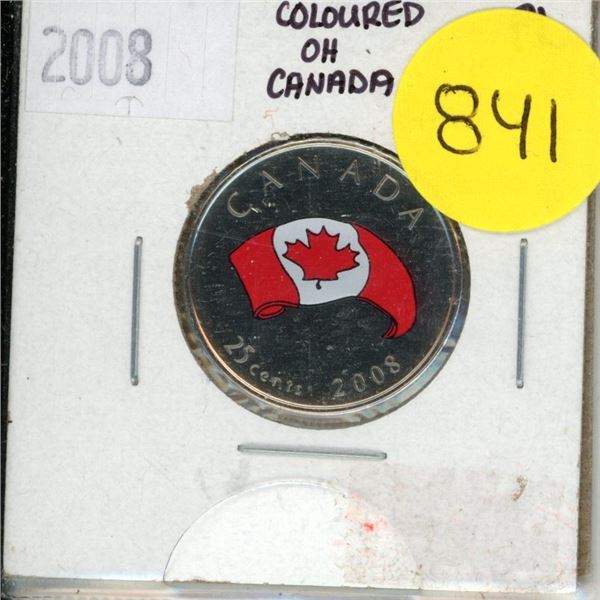 2008
COLOURED
OH
CANADA
841
CANADA
25 cents
2008